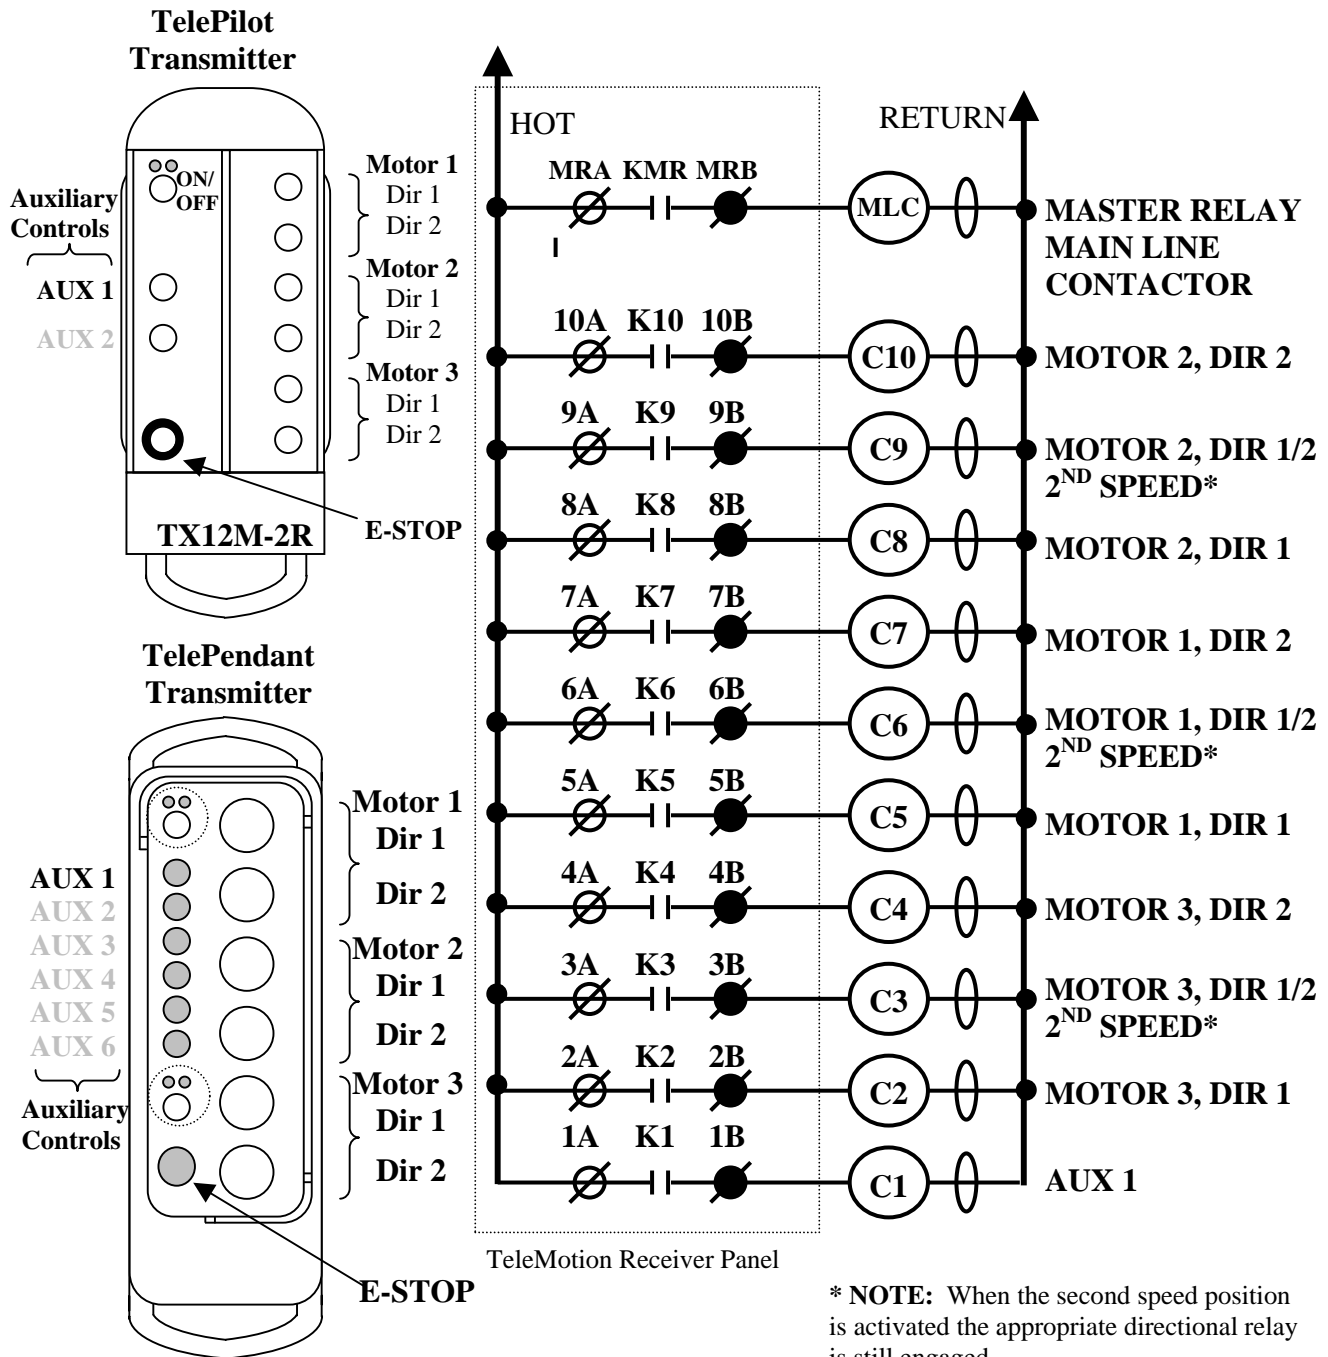 TelePilot
Transmitter
ON/
OFF
Auxiliary
Controls
AUX 1
AUX 2
Motor 1
Dir 1
Dir 2
Motor 2
Dir 1
Dir 2
Motor 3
Dir 1
Dir 2
TX12M-2R
E-STOP
TelePendant
Transmitter
AUX 1
AUX 2
AUX 3
AUX 4
AUX 5
AUX 6
Auxiliary
Controls
Motor 1
Dir 1
Dir 2
Motor 2
Dir 1
Dir 2
Motor 3
Dir 1
Dir 2
E-STOP
HOT
RETURN
MRA KMR MRB
MLC
MASTER RELAY
MAIN LINE
CONTACTOR
10A K10 10B
C10
MOTOR 2, DIR 2
9A K9 9B
C9
MOTOR 2, DIR 1/2
2ND SPEED*
8A K8 8B
C8
MOTOR 2, DIR 1
7A K7 7B
C7
MOTOR 1, DIR 2
6A K6 6B
C6
MOTOR 1, DIR 1/2
2ND SPEED*
5A K5 5B
C5
MOTOR 1, DIR 1
4A K4 4B
C4
MOTOR 3, DIR 2
3A K3 3B
C3
MOTOR 3, DIR 1/2
2ND SPEED*
2A K2 2B
C2
MOTOR 3, DIR 1
1A K1 1B
C1
AUX 1
TeleMotion Receiver Panel
* NOTE: When the second speed position
is activated the appropriate directional relay
is still engaged